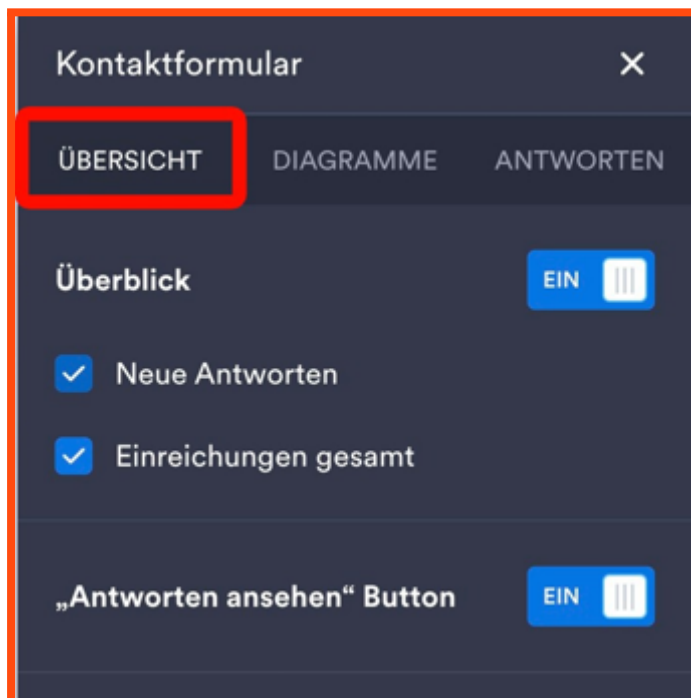 Kontaktformular
ÜBERSICHT DIAGRAMME ANTWORTEN
Überblick EIN
Neue Antworten
Einreichungen gesamt
„Antworten ansehen“ Button EIN